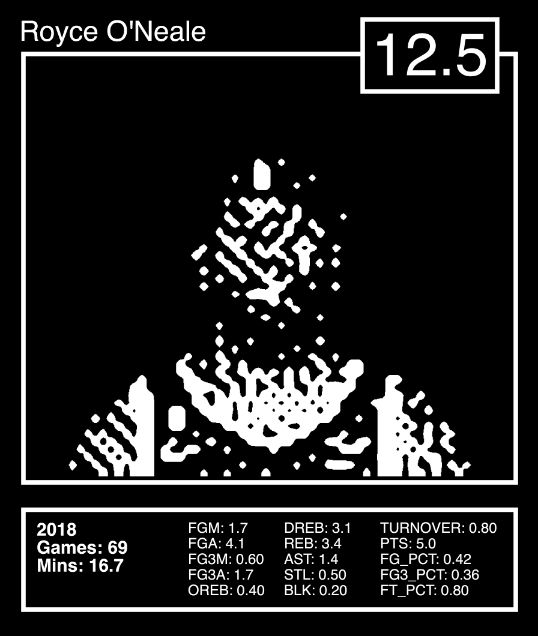 Royce O'Neale
12.5
2018
Games: 69
Mins: 16.7
FGM: 1.7
FGA: 4.1
FG3M: 0.60
FG3A: 1.7
OREB: 0.40
DREB: 3.1
REB: 3.4
AST: 1.4
STL: 0.50
BLK: 0.20
TURNOVER: 0.80
PTS: 5.0
FG_PCT: 0.42
FG3_PCT: 0.36
FT_PCT: 0.80